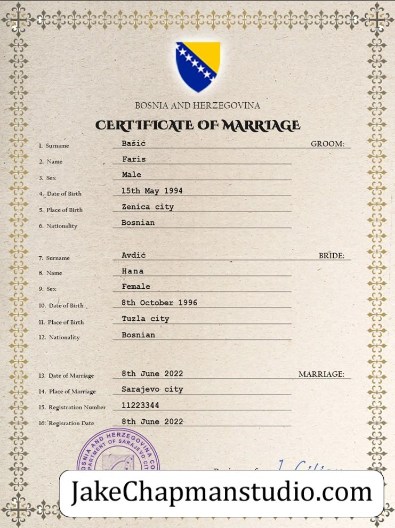 BOSNIA AND HERZEGOVINA
CERTIFICATE OF MARRIAGE
1. Surname Bašić GROOM:
2. Name Faris
3. Sex Male
4. Date of Birth 15th May 1994
5. Place of Birth Zenica city
6. Nationality Bosnian
7. Surname Avdić BRIDE:
8. Name Hana
9. Sex Female
10. Date of Birth 8th October 1996
11. Place of Birth Tuzla city
12. Nationality Bosnian
13. Date of Marriage 8th June 2022 MARRIAGE:
14. Place of Marriage Sarajevo city
15. Registration Number 11223344
16. Registration Date 8th June 2022
BOSNIA AND HERZEGOVINA
DEPARTMENT OF SARAJEVO
JakeChapmanstudio.com